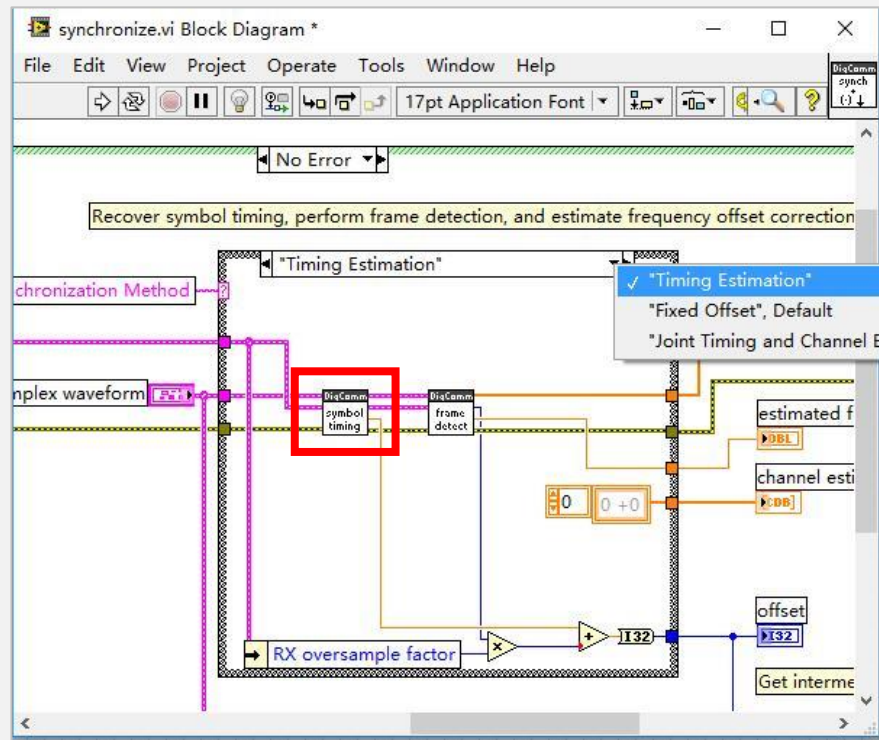 synchronize.vi Block Diagram *
File Edit View Project Operate Tools Window Help
17pt Application Font
DigComm
synch
No Error
Recover symbol timing, perform frame detection, and estimate frequency offset correction
"Timing Estimation"
"Timing Estimation"
"Fixed Offset", Default
"Joint Timing and Channel E
chronization Method
?
mplex waveform
DigComm
symbol
timing
DigComm
frame
detect
estimated f
DBL
channel esti
CDB
0
0 +0
offset
I32
RX oversample factor
x
+
I32
Get interme